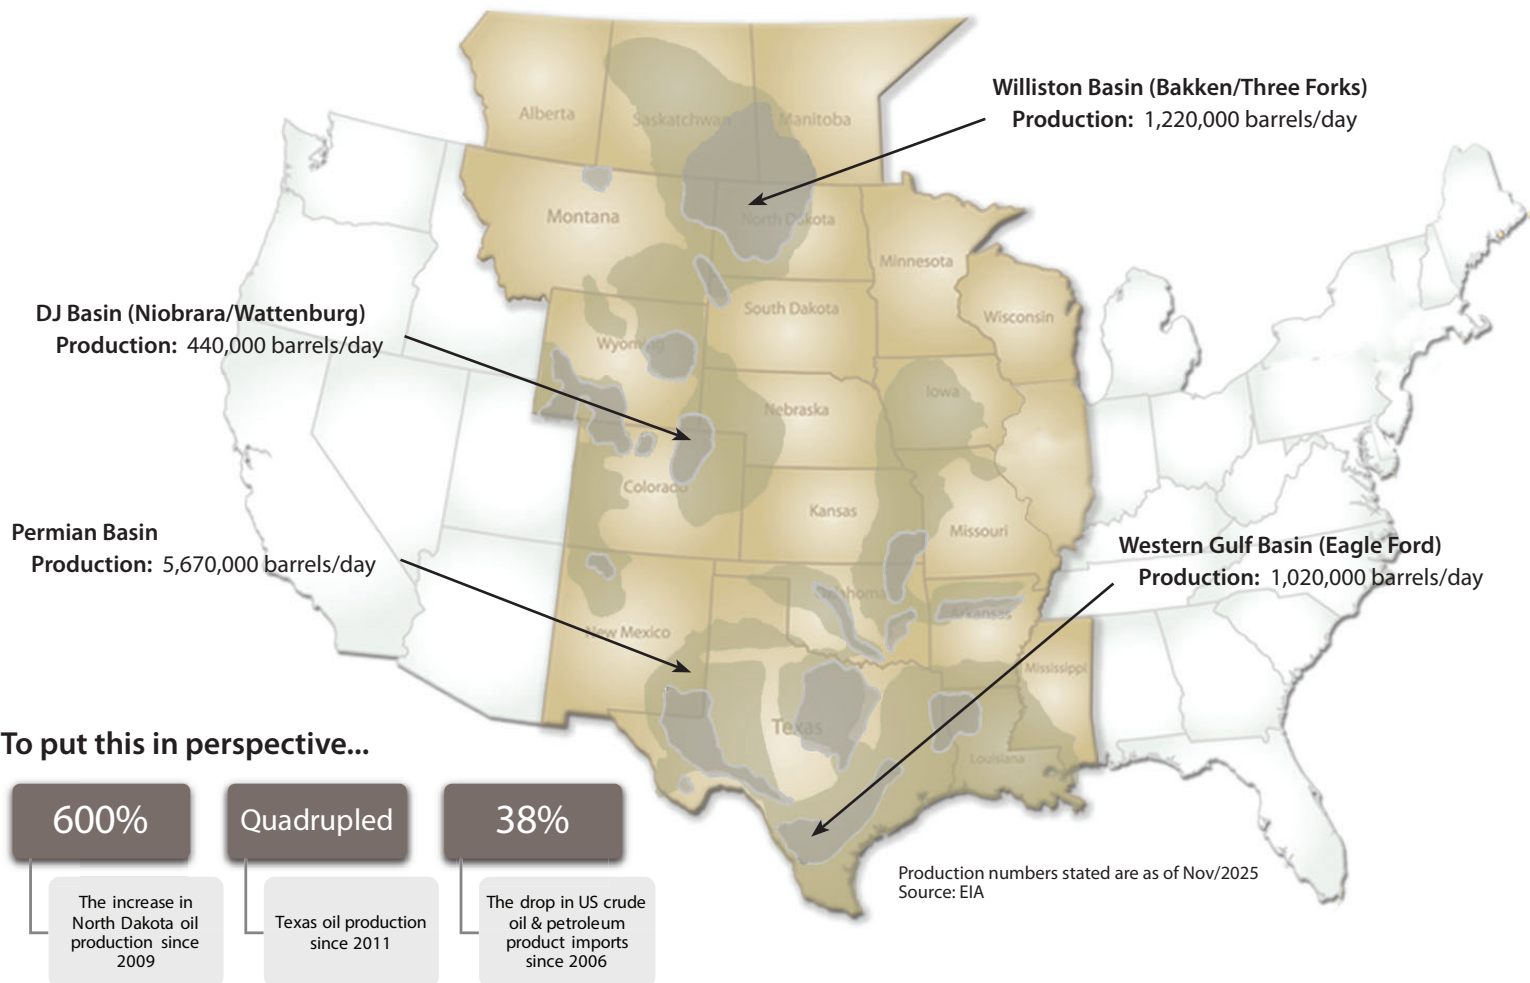 Williston Basin (Bakken/Three Forks)
Production: 1,220,000 barrels/day
Alberta
Saskatchwan
Manitoba
Montana
North Dakota
Minnesota
DJ Basin (Niobrara/Wattenburg)
Production: 440,000 barrels/day
South Dakota
Wisconsin
Wyoming
Iowa
Nebraska
Colorado
Kansas
Missouri
Permian Basin
Production: 5,670,000 barrels/day
Western Gulf Basin (Eagle Ford)
Production: 1,020,000 barrels/day
Oklahoma
Arkansas
New Mexico
Mississippi
Texas
Louisiana
To put this in perspective...
600%
Quadrupled
38%
The increase in
North Dakota oil
production since
2009
Texas oil production
since 2011
The drop in US crude
oil & petroleum
product imports
since 2006
Production numbers stated are as of Nov/2025
Source: EIA